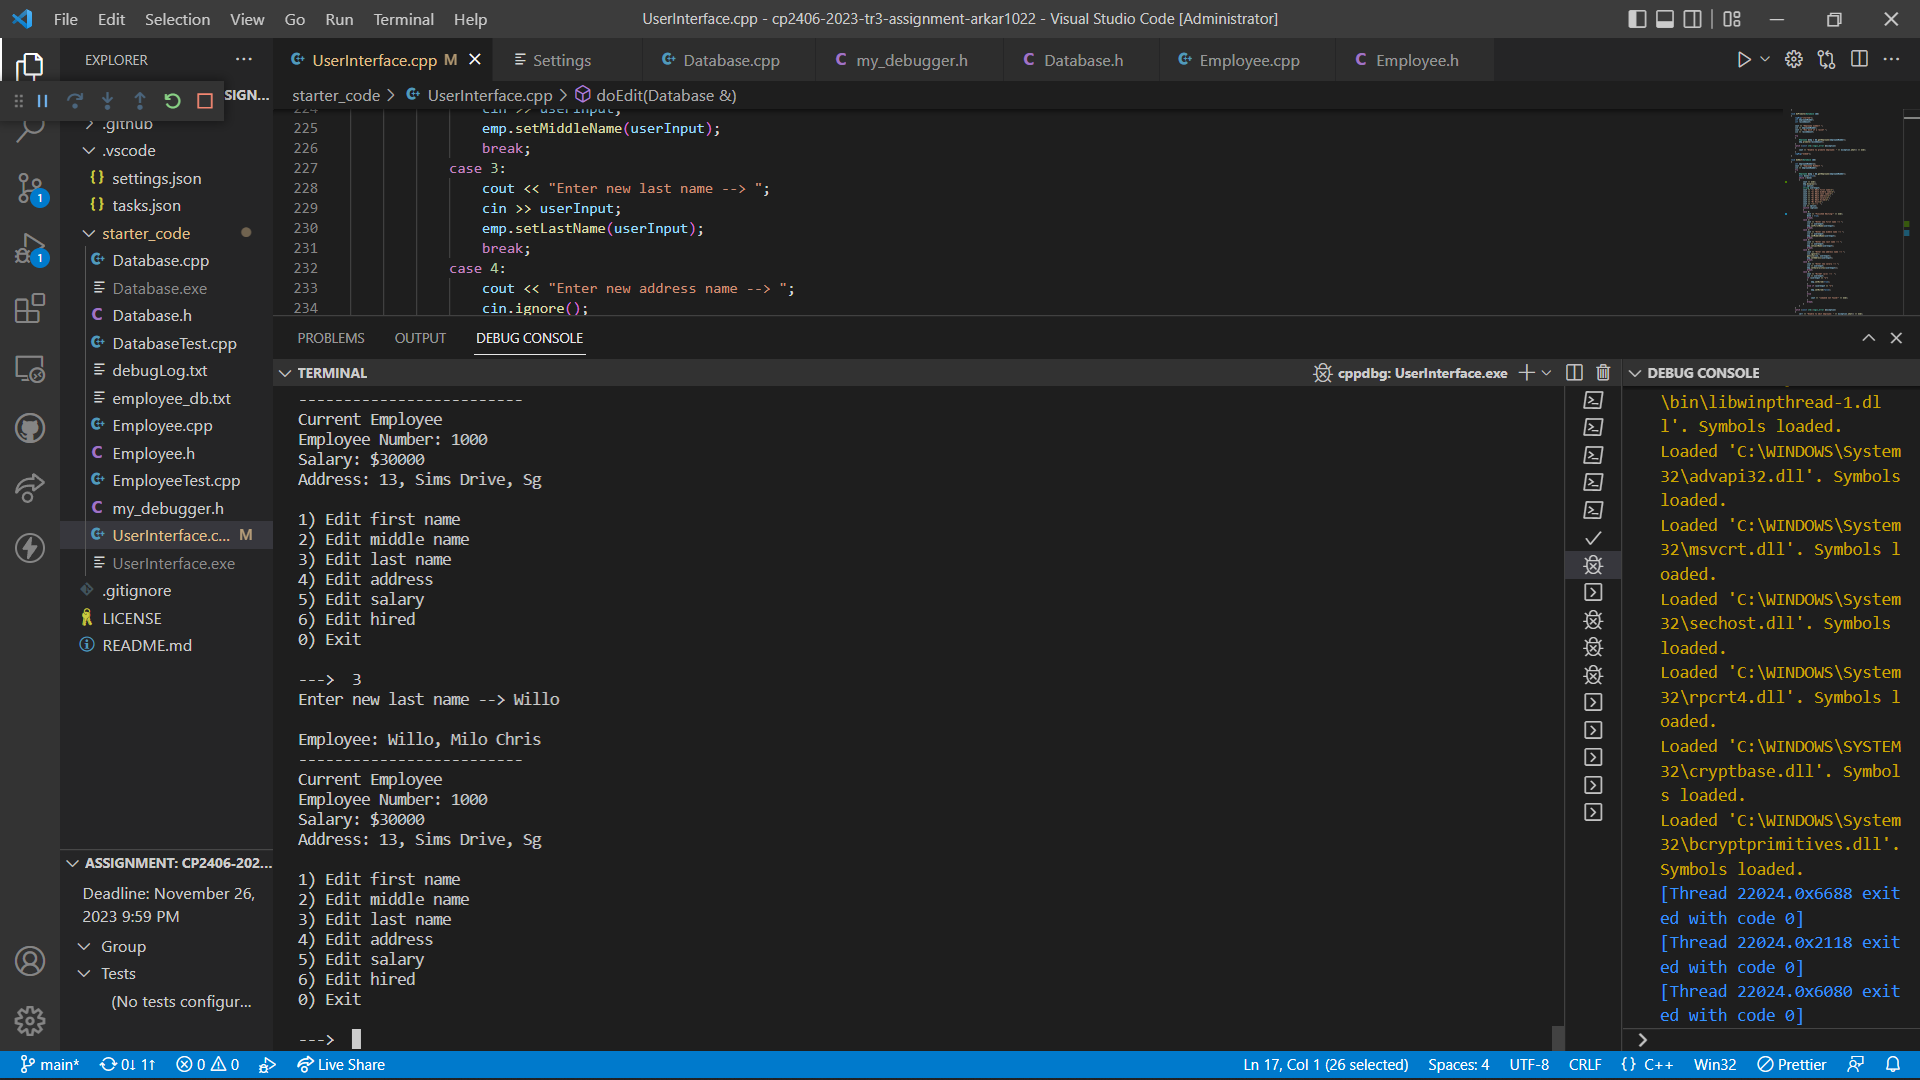 File Edit Selection View Go Run Terminal Help
UserInterface.cpp - cp2406-2023-tr3-assignment-arkar1022 - Visual Studio Code [Administrator]
EXPLORER
UserInterface.cpp M
Settings
Database.cpp
my_debugger.h
Database.h
Employee.cpp
Employee.h
SIGN...
starter_code > UserInterface.cpp > doEdit(Database &)
.github
.vscode
settings.json
tasks.json
starter_code
Database.cpp
Database.exe
Database.h
DatabaseTest.cpp
debugLog.txt
employee_db.txt
Employee.cpp
Employee.h
EmployeeTest.cpp
my_debugger.h
UserInterface.c... M
UserInterface.exe
.gitignore
LICENSE
README.md
1
1
ASSIGNMENT: CP2406-202...
Deadline: November 26,
2023 9:59 PM
Group
Tests
(No tests configur...
224 cin >> userInput;
225 emp.setMiddleName(userInput);
226 break;
227 case 3:
228 cout << "Enter new last name --> ";
229 cin >> userInput;
230 emp.setLastName(userInput);
231 break;
232 case 4:
233 cout << "Enter new address name --> ";
234 cin.ignore();
PROBLEMS OUTPUT DEBUG CONSOLE
TERMINAL
cppdbg: UserInterface.exe
-------------------------
Current Employee
Employee Number: 1000
Salary: $30000
Address: 13, Sims Drive, Sg
1) Edit first name
2) Edit middle name
3) Edit last name
4) Edit address
5) Edit salary
6) Edit hired
0) Exit
---> 3
Enter new last name --> Willo
Employee: Willo, Milo Chris
-------------------------
Current Employee
Employee Number: 1000
Salary: $30000
Address: 13, Sims Drive, Sg
1) Edit first name
2) Edit middle name
3) Edit last name
4) Edit address
5) Edit salary
6) Edit hired
0) Exit
--->
DEBUG CONSOLE
\bin\libwinpthread-1.dl
l'. Symbols loaded.
Loaded 'C:\WINDOWS\System
32\advapi32.dll'. Symbols
loaded.
Loaded 'C:\WINDOWS\System
32\msvcrt.dll'. Symbols l
oaded.
Loaded 'C:\WINDOWS\System
32\sechost.dll'. Symbols
loaded.
Loaded 'C:\WINDOWS\System
32\rpcrt4.dll'. Symbols l
oaded.
Loaded 'C:\WINDOWS\SYSTEM
32\cryptbase.dll'. Symbol
s loaded.
Loaded 'C:\WINDOWS\System
32\bcryptprimitives.dll'.
Symbols loaded.
[Thread 22024.0x6688 exit
ed with code 0]
[Thread 22024.0x2118 exit
ed with code 0]
[Thread 22024.0x6080 exit
ed with code 0]
main* 0↓ 1↑ 0 0 Live Share
Ln 17, Col 1 (26 selected) Spaces: 4 UTF-8 CRLF {} C++ Win32 Prettier